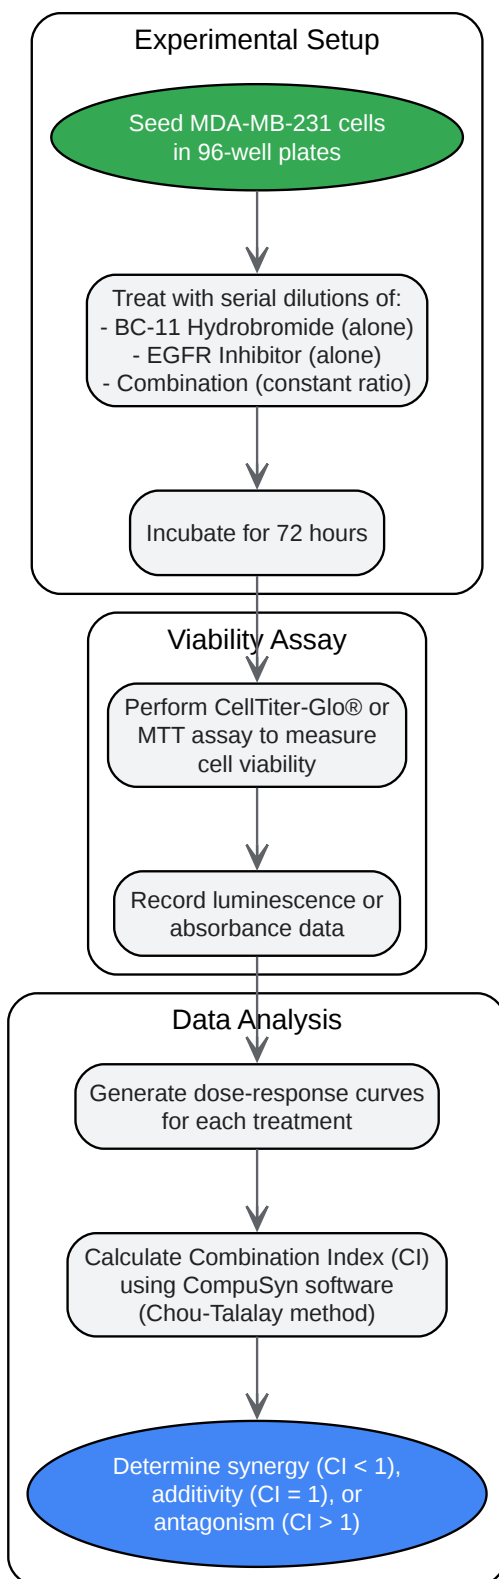 Experimental Setup
Seed MDA-MB-231 cells
in 96-well plates
Treat with serial dilutions of:
- BC-11 Hydrobromide (alone)
- EGFR Inhibitor (alone)
- Combination (constant ratio)
Incubate for 72 hours
Viability Assay
Perform CellTiter-Glo® or
MTT assay to measure
cell viability
Record luminescence or
absorbance data
Data Analysis
Generate dose-response curves
for each treatment
Calculate Combination Index (CI)
using CompuSyn software
(Chou-Talalay method)
Determine synergy (CI < 1),
additivity (CI = 1), or
antagonism (CI > 1)